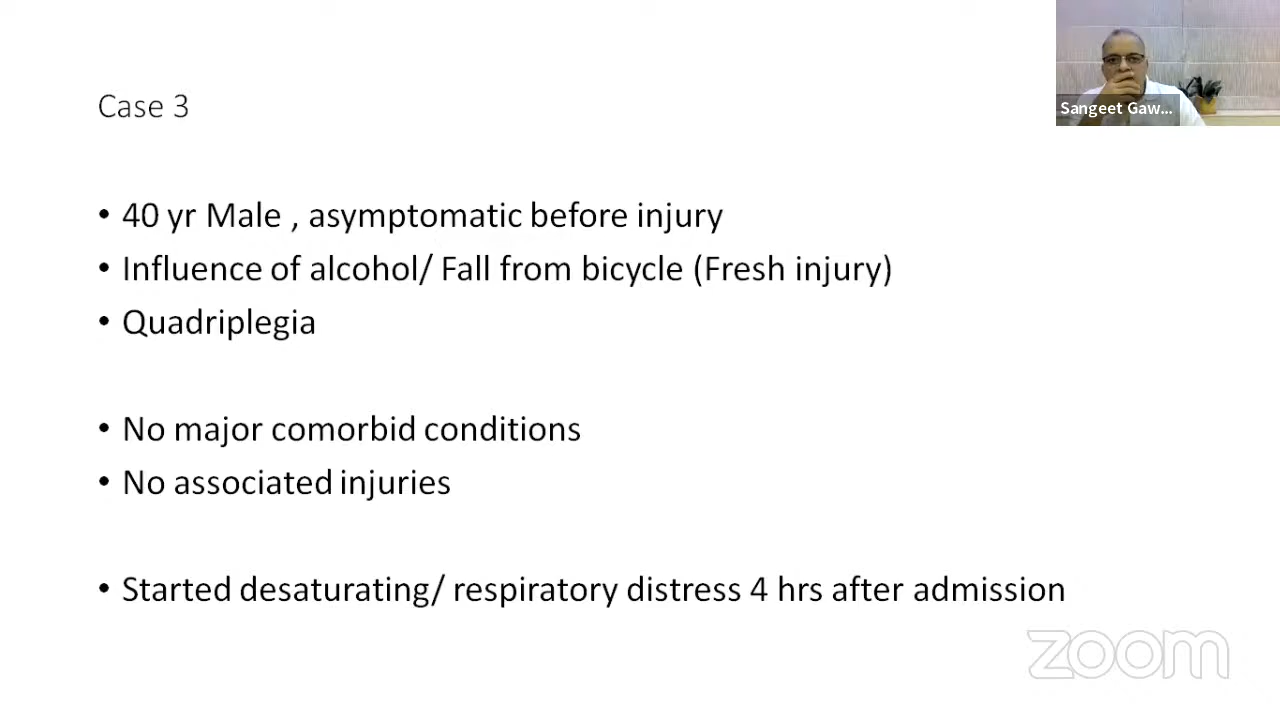 Case 3
Sangeet Gaw...
• 40 yr Male , asymptomatic before injury
• Influence of alcohol/ Fall from bicycle (Fresh injury)
• Quadriplegia
• No major comorbid conditions
• No associated injuries
• Started desaturating/ respiratory distress 4 hrs after admission
zoom